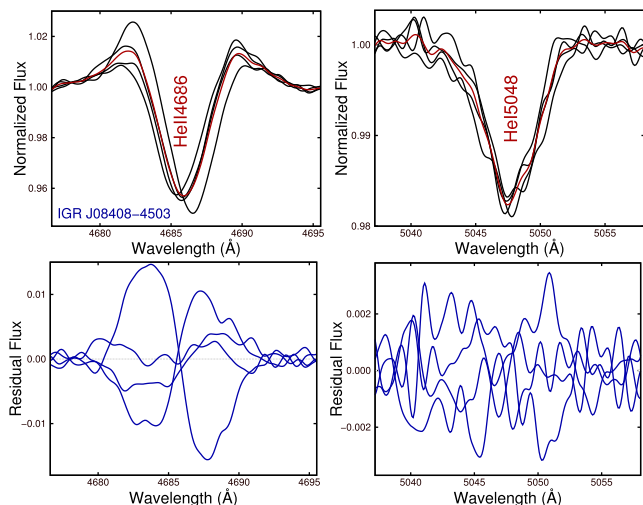 1.02
1.00
0.98
0.96
Normalized Flux
HeII4686
IGR J08408−4503
4680
4685
4690
4695
Wavelength (Å)
1.00
0.99
0.98
Normalized Flux
HeI5048
5040
5045
5050
5055
Wavelength (Å)
0.01
0.00
−0.01
Residual Flux
4680
4685
4690
4695
Wavelength (Å)
0.002
0.000
−0.002
Residual Flux
5040
5045
5050
5055
Wavelength (Å)